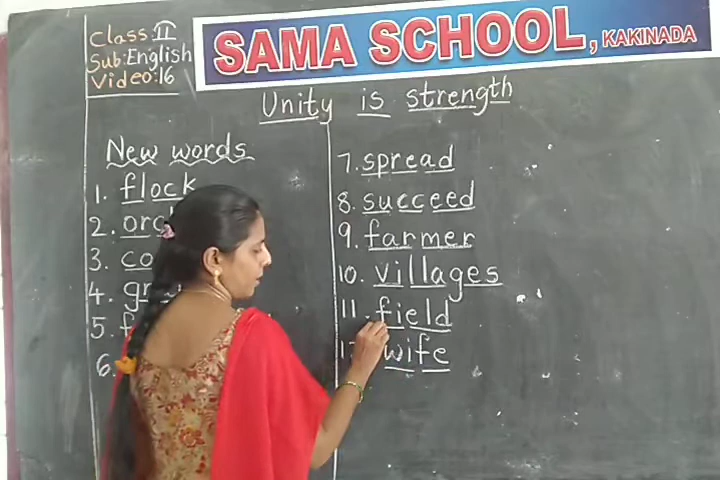 Class: II
Sub: English
Video: 16
SAMA SCHOOL, KAKINADA
Unity is strength
New words
1. flock
2.
3.
4.
5.
6.
7. spread
8. succeed
9. farmer
10. villages
11. field
wife